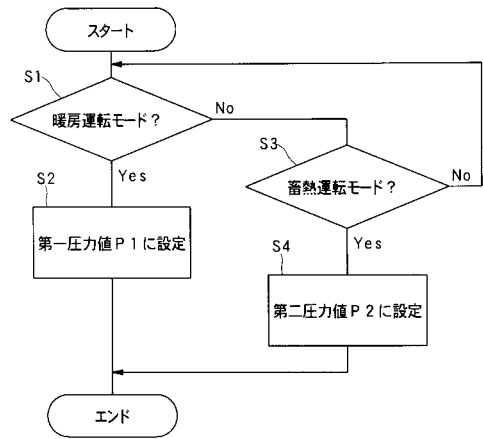 スタート
S1
暖房運転モード？
No
Yes
S2
第一圧力値P1に設定
S3
蓄熱運転モード？
No
Yes
S4
第二圧力値P2に設定
エンド